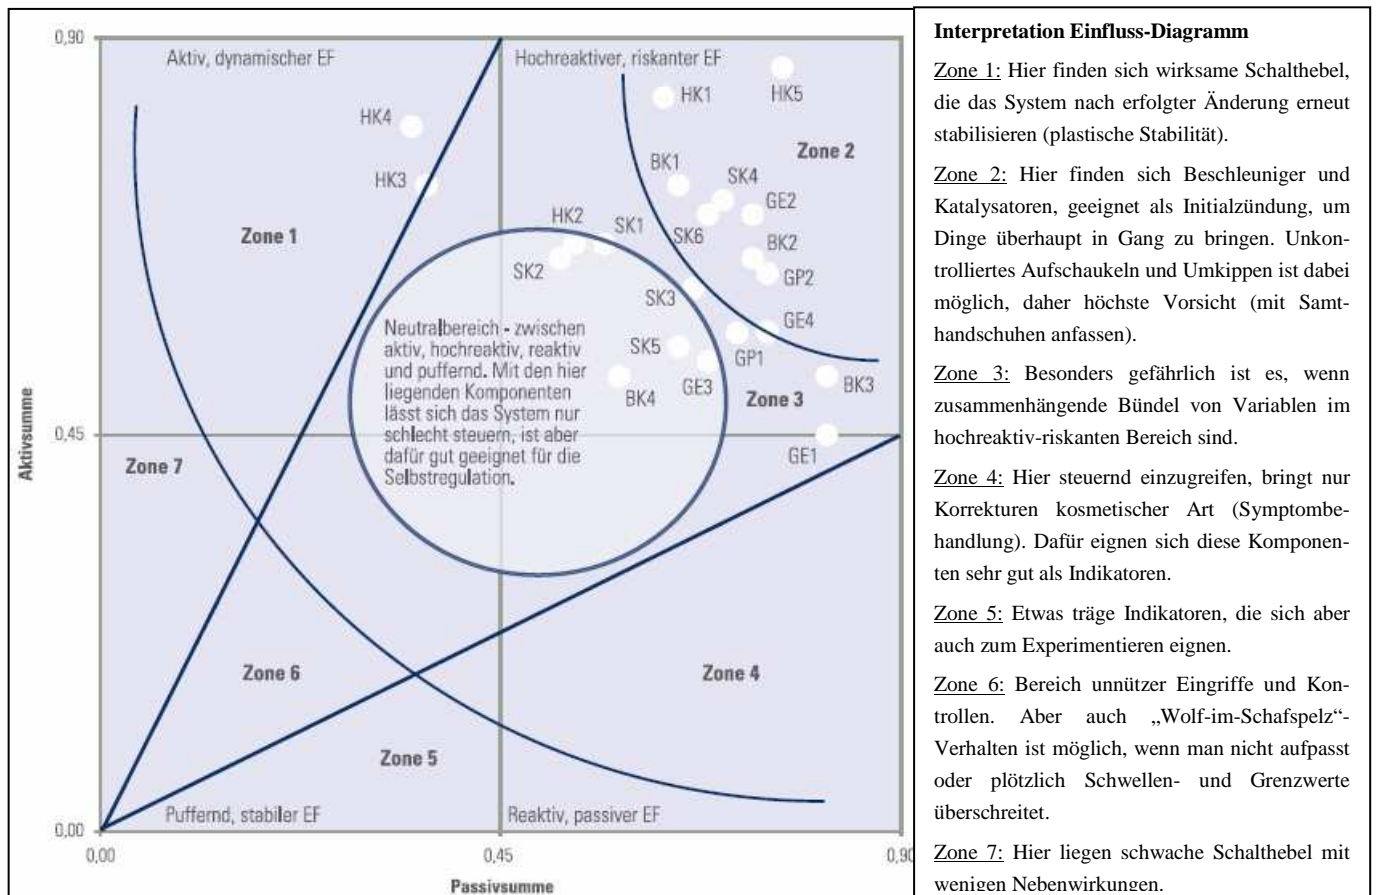 0,90
Aktiv, dynamischer EF
Hochreaktiver, riskanter EF
HK5
HK1
HK4
Zone 2
BK1
SK4
HK3
GE2
HK2
SK1
Zone 1
SK6
BK2
SK2
GP2
SK3
GE4
Neutralbereich - zwischen
aktiv, hochreaktiv, reaktiv
und puffernd. Mit den hier
liegenden Komponenten
lässt sich das System nur
schlecht steuern, ist aber
dafür gut geeignet für die
Selbstregulation.
SK5
GP1
GE3
BK3
BK4
Zone 3
0,45
GE1
Zone 7
Aktivsumme
Zone 6
Zone 4
Zone 5
Puffernd, stabiler EF
Reaktiv, passiver EF
0,00
0,00
0,45
0,90
Passivsumme
Interpretation Einfluss-Diagramm
Zone 1: Hier finden sich wirksame Schalthebel,
die das System nach erfolgter Änderung erneut
stabilisieren (plastische Stabilität).
Zone 2: Hier finden sich Beschleuniger und
Katalysatoren, geeignet als Initialzündung, um
Dinge überhaupt in Gang zu bringen. Unkon-
trolliertes Aufschaukeln und Umkippen ist dabei
möglich, daher höchste Vorsicht (mit Samt-
handschuhen anfassen).
Zone 3: Besonders gefährlich ist es, wenn
zusammenhängende Bündel von Variablen im
hochreaktiv-riskanten Bereich sind.
Zone 4: Hier steuernd einzugreifen, bringt nur
Korrekturen kosmetischer Art (Symptombe-
handlung). Dafür eignen sich diese Komponen-
ten sehr gut als Indikatoren.
Zone 5: Etwas träge Indikatoren, die sich aber
auch zum Experimentieren eignen.
Zone 6: Bereich unnützer Eingriffe und Kon-
trollen. Aber auch „Wolf-im-Schafspelz“-
Verhalten ist möglich, wenn man nicht aufpasst
oder plötzlich Schwellen- und Grenzwerte
überschreitet.
Zone 7: Hier liegen schwache Schalthebel mit
wenigen Nebenwirkungen.